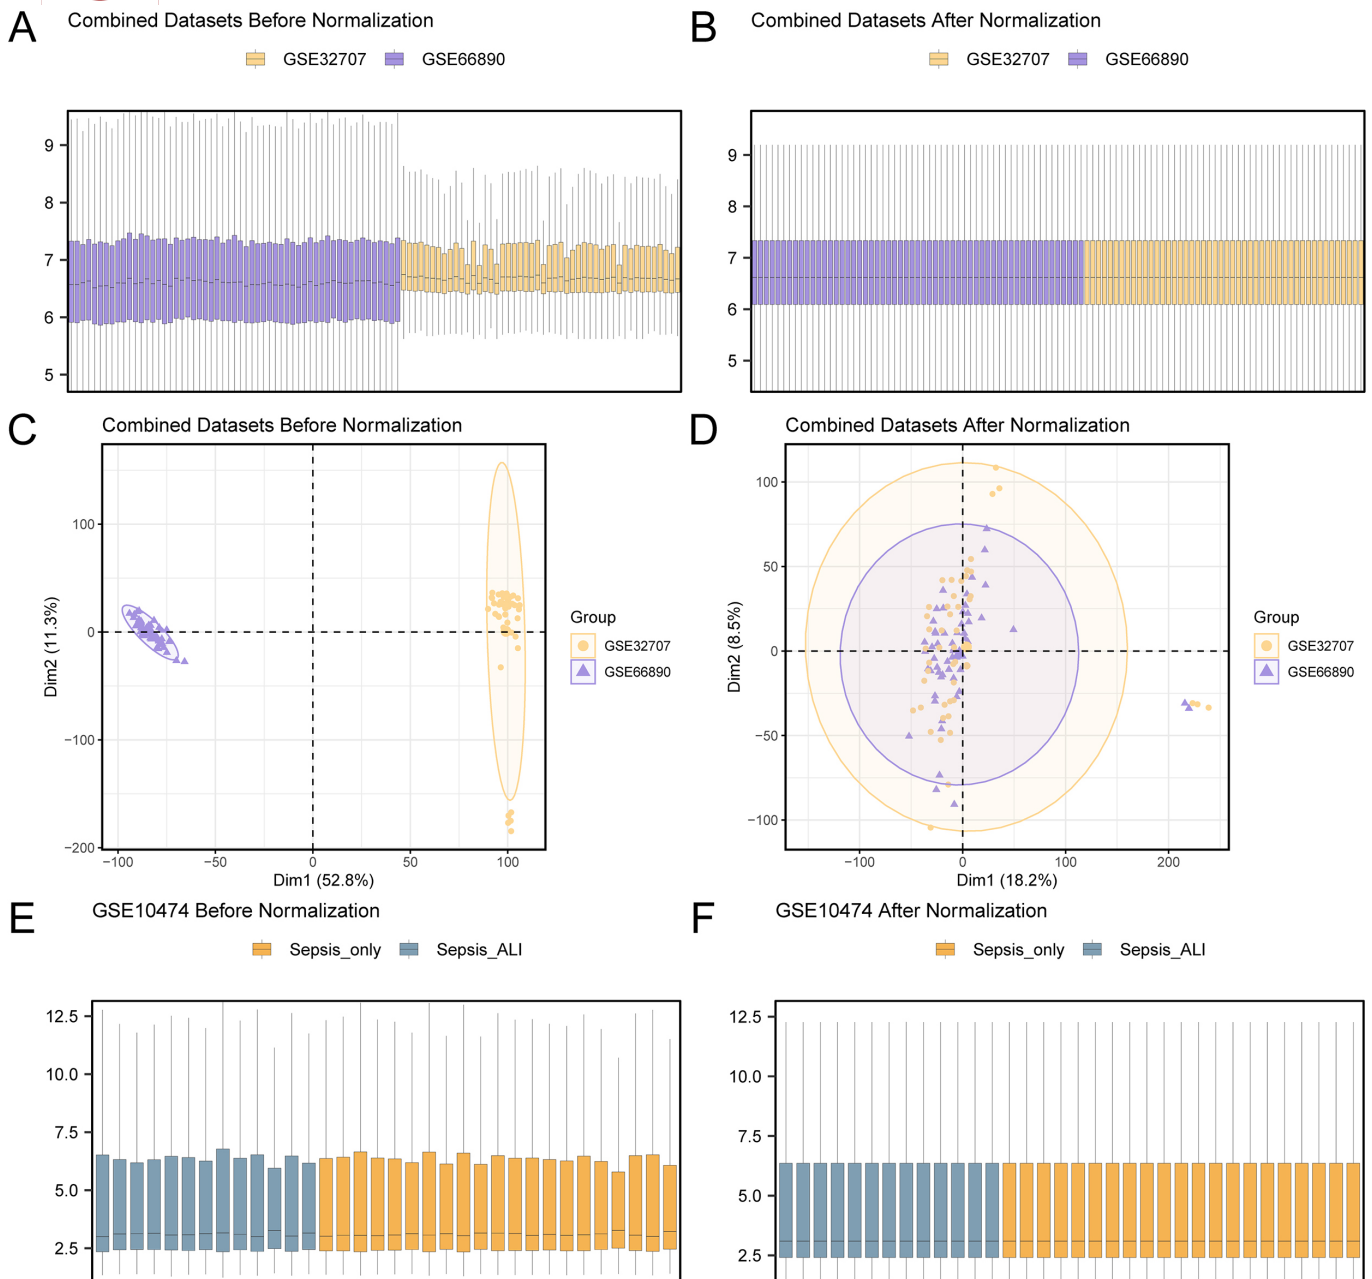 A Combined Datasets Before Normalization
GSE32707 GSE66890
9
8
7
6
5
B Combined Datasets After Normalization
GSE32707 GSE66890
9
8
7
6
5
C Combined Datasets Before Normalization
Dim2 (11.3%)
100
0
−100
−200
−100 −50 0 50 100
Dim1 (52.8%)
Group
GSE32707
GSE66890
D Combined Datasets After Normalization
Dim2 (8.5%)
100
50
0
−50
−100
−100 0 100 200
Dim1 (18.2%)
Group
GSE32707
GSE66890
E GSE10474 Before Normalization
Sepsis_only Sepsis_ALI
12.5
10.0
7.5
5.0
2.5
F GSE10474 After Normalization
Sepsis_only Sepsis_ALI
12.5
10.0
7.5
5.0
2.5